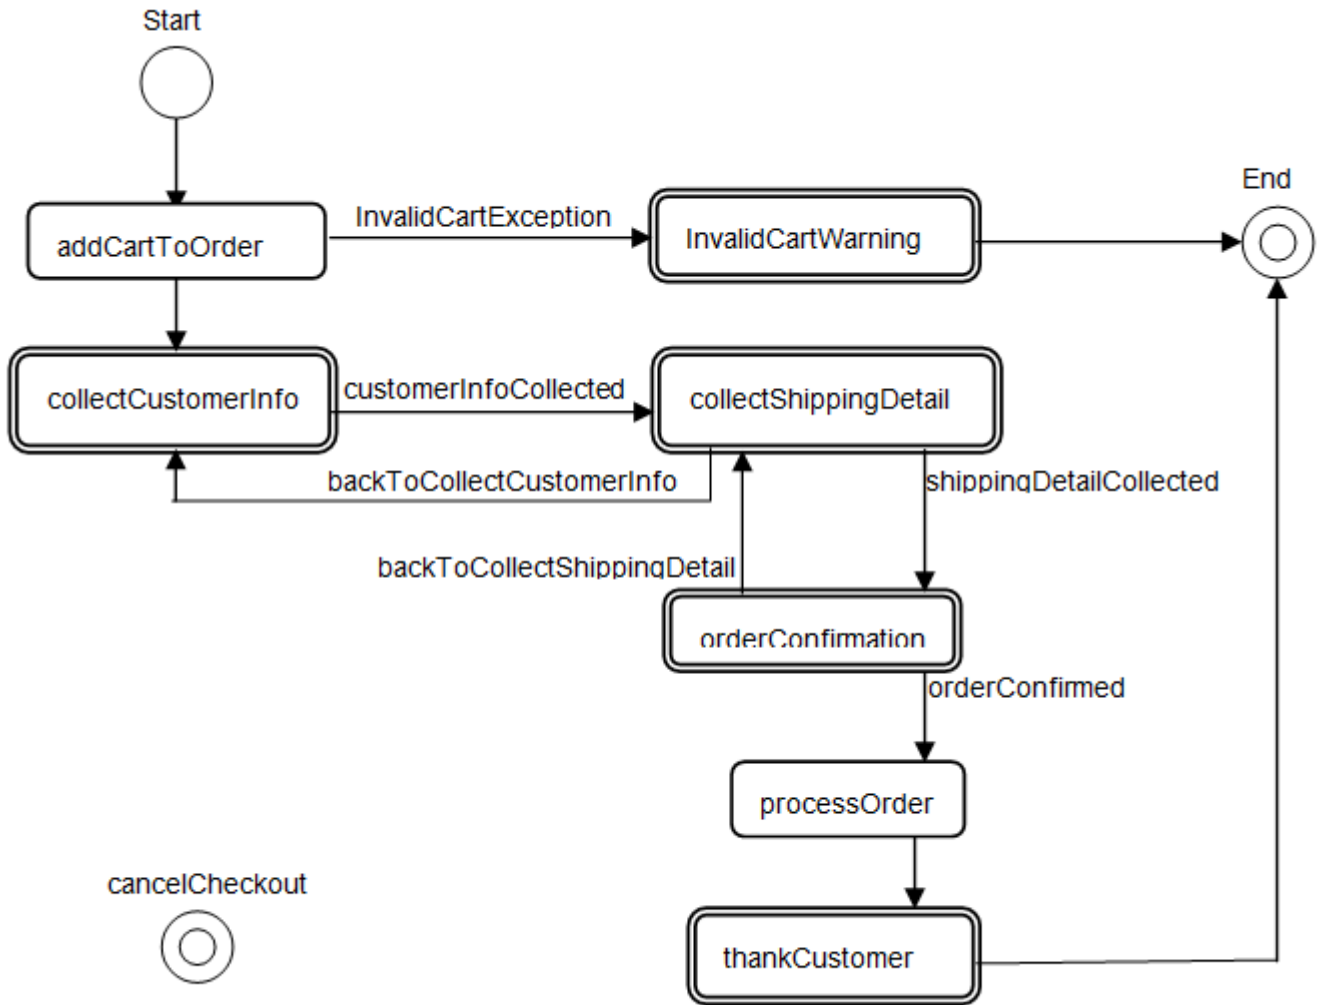 Start
End
InvalidCartException
addCartToOrder
InvalidCartWarning
collectCustomerInfo
customerInfoCollected
collectShippingDetail
backToCollectCustomerInfo
shippingDetailCollected
backToCollectShippingDetail
orderConfirmation
orderConfirmed
processOrder
cancelCheckout
thankCustomer